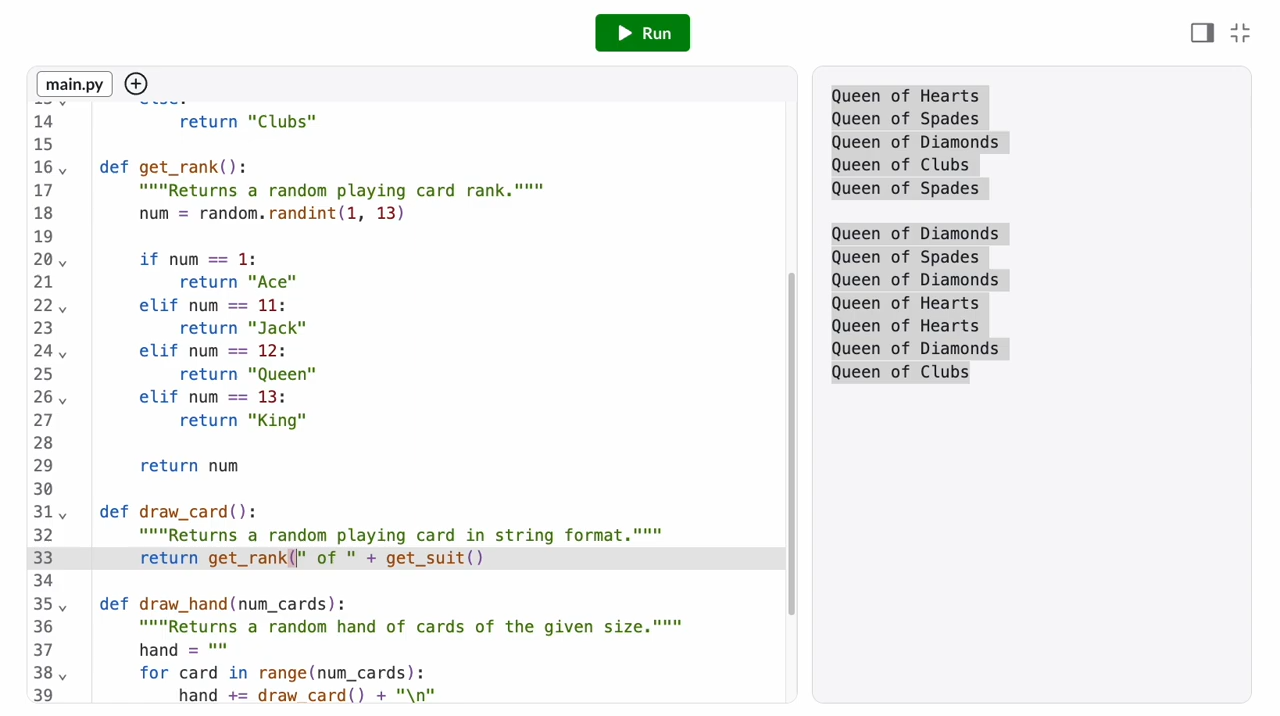 Run
main.py
13 else:
14 return "Clubs"
15
16 def get_rank():
17 """Returns a random playing card rank."""
18 num = random.randint(1, 13)
19
20 if num == 1:
21 return "Ace"
22 elif num == 11:
23 return "Jack"
24 elif num == 12:
25 return "Queen"
26 elif num == 13:
27 return "King"
28
29 return num
30
31 def draw_card():
32 """Returns a random playing card in string format."""
33 return get_rank(" of " + get_suit()
34
35 def draw_hand(num_cards):
36 """Returns a random hand of cards of the given size."""
37 hand = ""
38 for card in range(num_cards):
39 hand += draw_card() + "\n"
Queen of Hearts
Queen of Spades
Queen of Diamonds
Queen of Clubs
Queen of Spades
Queen of Diamonds
Queen of Spades
Queen of Diamonds
Queen of Hearts
Queen of Hearts
Queen of Diamonds
Queen of Clubs